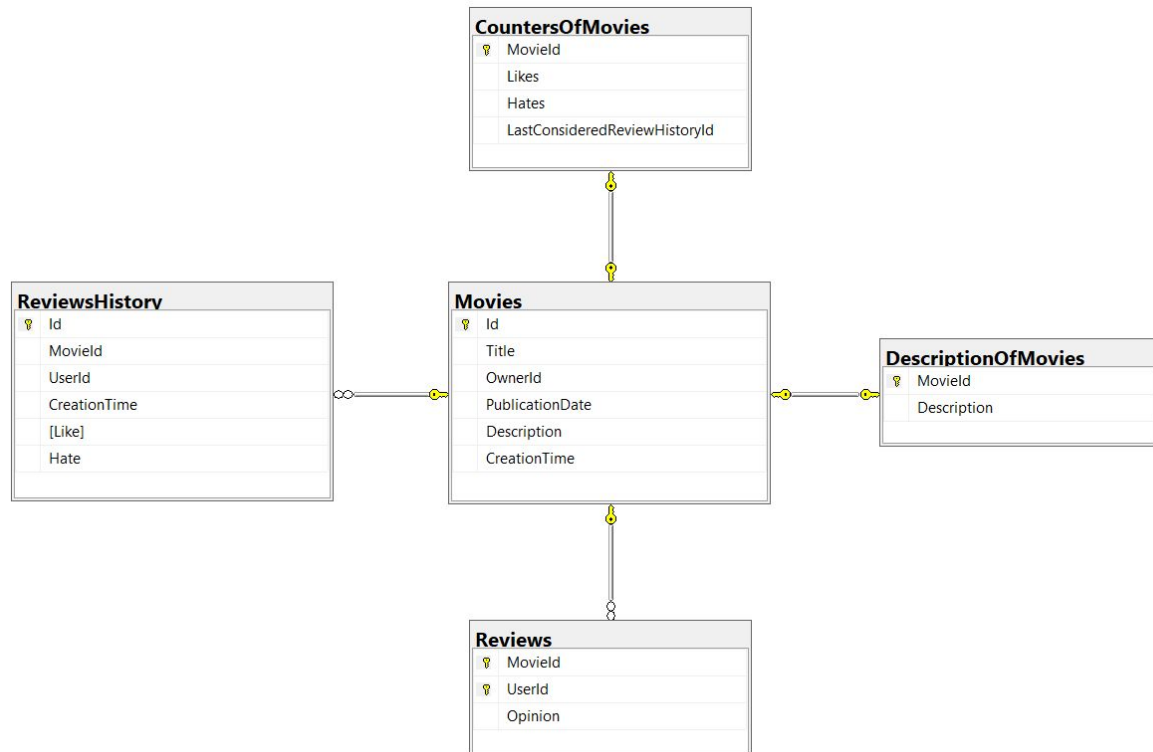 CountersOfMovies
MovieId
Likes
Hates
LastConsideredReviewHistoryId
ReviewsHistory
Id
MovieId
UserId
CreationTime
[Like]
Hate
Movies
Id
Title
OwnerId
PublicationDate
Description
CreationTime
DescriptionOfMovies
MovieId
Description
Reviews
MovieId
UserId
Opinion